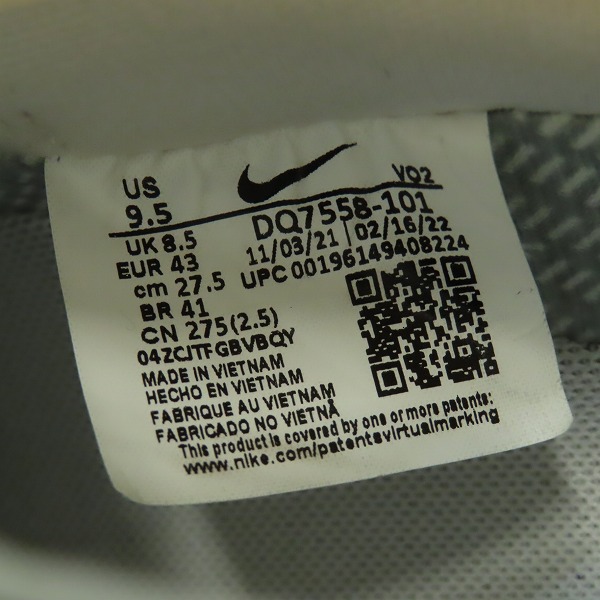 US
9.5
UK 8.5
EUR 43
cm 27.5
BR 41
CN 275(2.5)
04ZCJTFGBVBQY
VO2
DQ7558-101
11/03/21 | 02/16/22
UPC 00196149408224
MADE IN VIETNAM
HECHO EN VIETNAM
FABRIQUE AU VIETNAM
FABRICADO NO VIETNÃ
This product is covered by one or more patents:
www.nike.com/patentsvirtualmarking